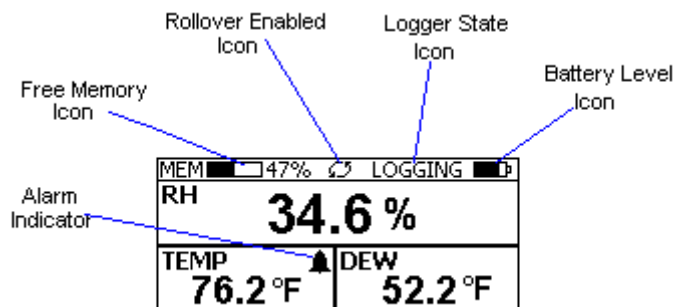 Rollover Enabled
Icon
Logger State
Icon
Battery Level
Icon
Free Memory
Icon
Alarm
Indicator
MEM 47% LOGGING
RH
34.6 %
TEMP
76.2 °F
DEW
52.2 °F